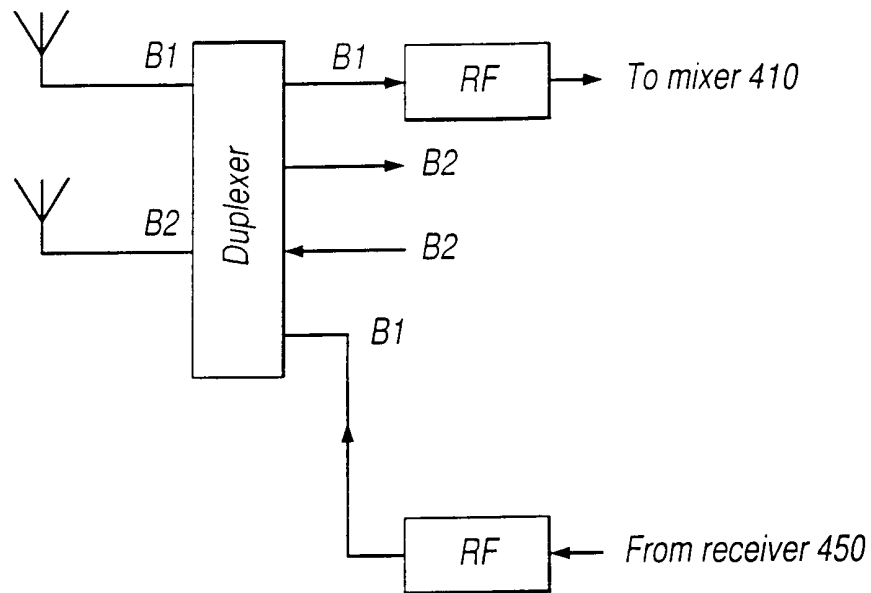 B1
B1
RF
To mixer 410
B2
B2
Duplexer
B2
B1
RF
From receiver 450